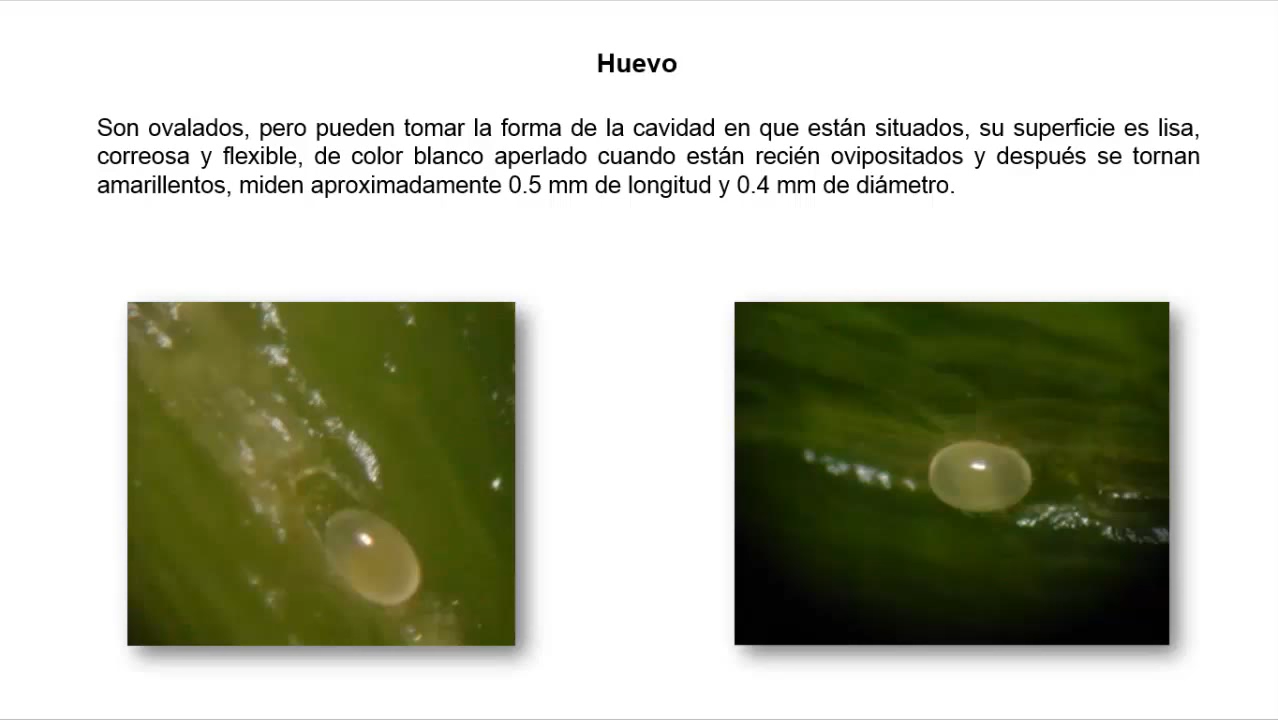 Huevo
Son ovalados, pero pueden tomar la forma de la cavidad en que están situados, su superficie es lisa,
correosa y flexible, de color blanco aperlado cuando están recién ovipositados y después se tornan
amarillentos, miden aproximadamente 0.5 mm de longitud y 0.4 mm de diámetro.